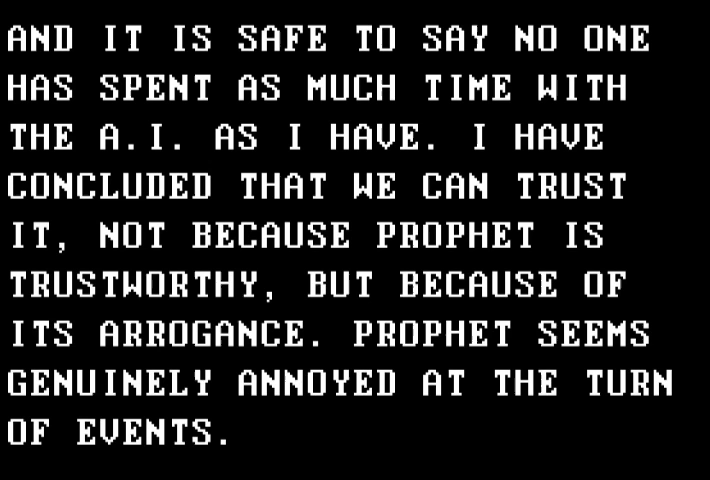 AND IT IS SAFE TO SAY NO ONE
HAS SPENT AS MUCH TIME WITH
THE A.I. AS I HAVE. I HAVE
CONCLUDED THAT WE CAN TRUST
IT, NOT BECAUSE PROPHET IS
TRUSTWORTHY, BUT BECAUSE OF
ITS ARROGANCE. PROPHET SEEMS
GENUINELY ANNOYED AT THE TURN
OF EVENTS.